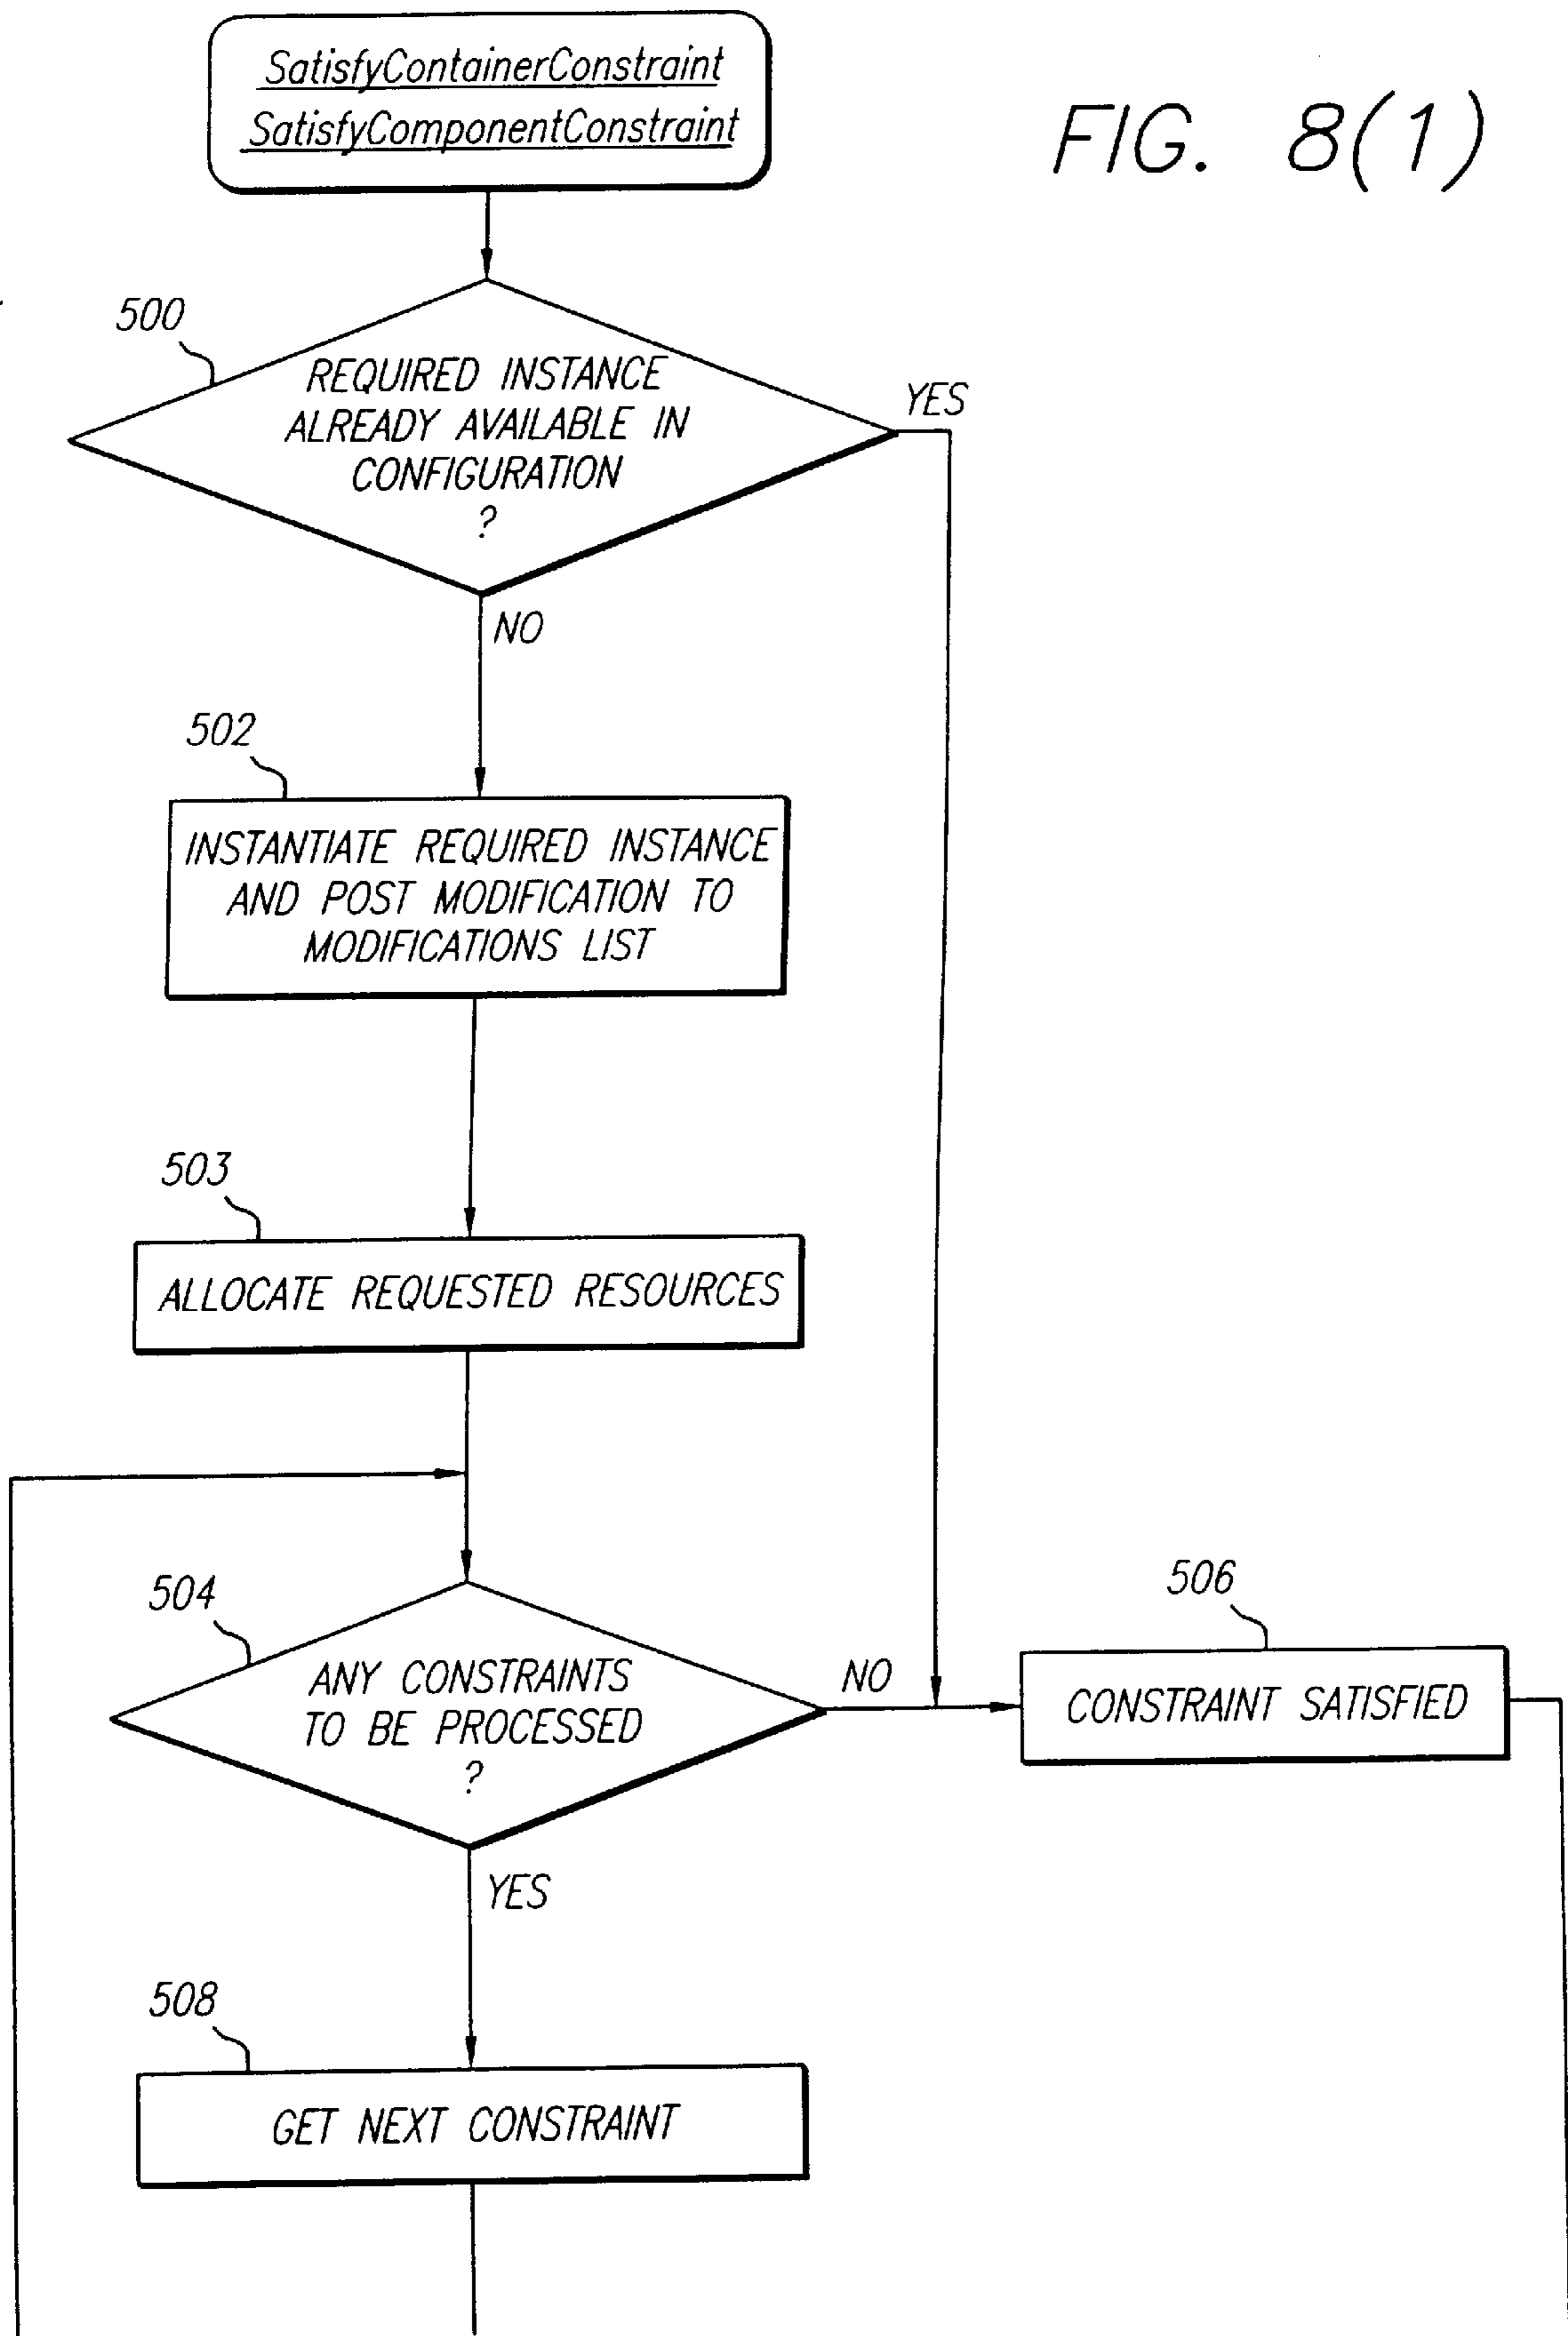 SatisfyContainerConstraint
SatisfyComponentConstraint
FIG. 8(1)
500
REQUIRED INSTANCE
ALREADY AVAILABLE IN
CONFIGURATION
?
YES
NO
502
INSTANTIATE REQUIRED INSTANCE
AND POST MODIFICATION TO
MODIFICATIONS LIST
503
ALLOCATE REQUESTED RESOURCES
504
ANY CONSTRAINTS
TO BE PROCESSED
?
NO
506
CONSTRAINT SATISFIED
YES
508
GET NEXT CONSTRAINT